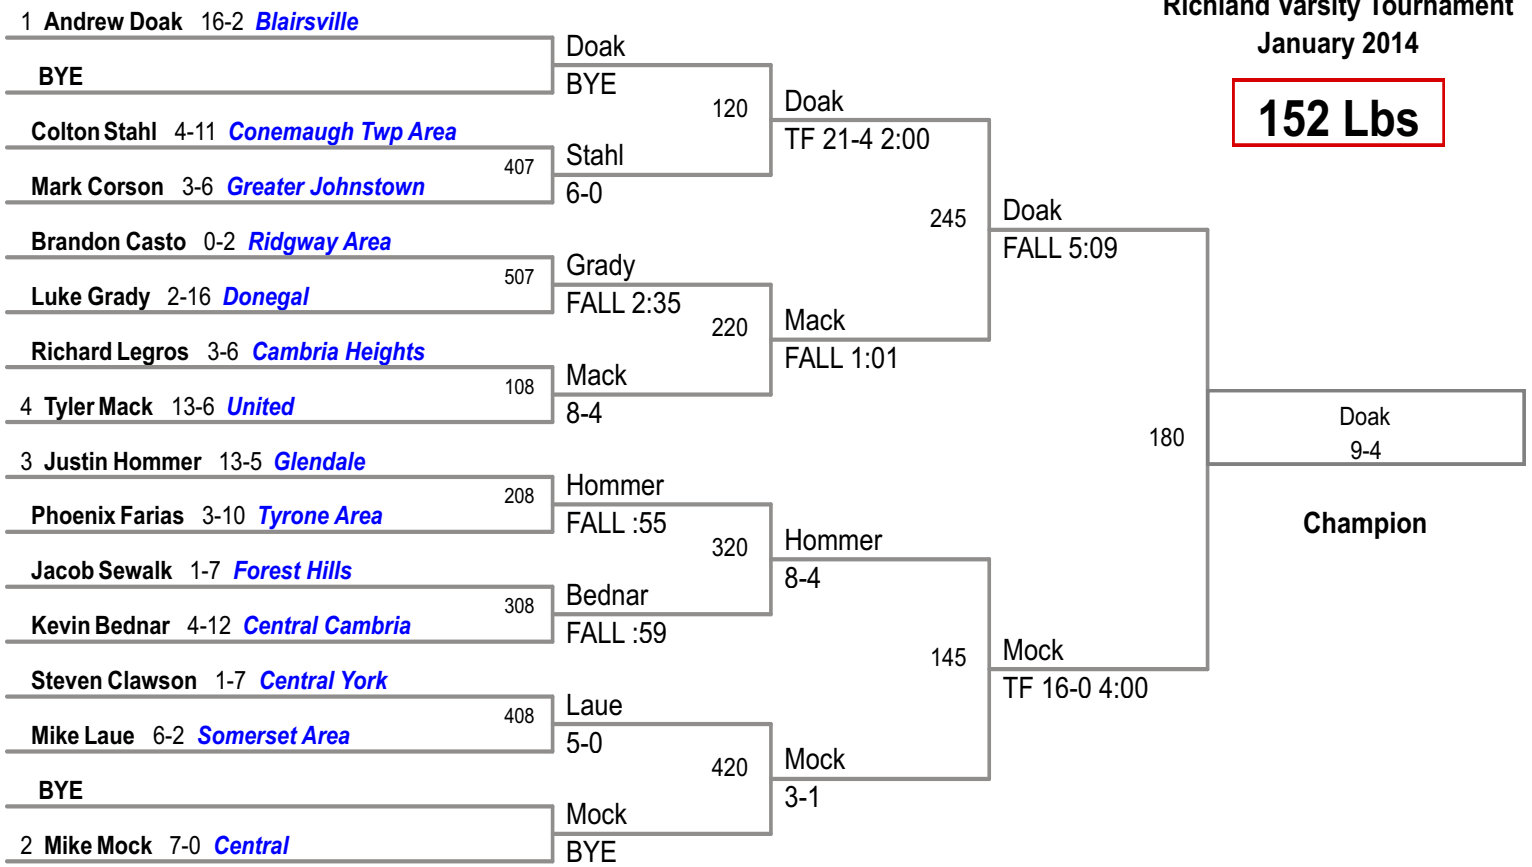 Richland Varsity Tournament
January 2014
152 Lbs
1 Andrew Doak 16-2 Blairsville
BYE
Colton Stahl 4-11 Conemaugh Twp Area
407
Mark Corson 3-6 Greater Johnstown
Brandon Casto 0-2 Ridgway Area
507
Luke Grady 2-16 Donegal
Richard Legros 3-6 Cambria Heights
108
4 Tyler Mack 13-6 United
3 Justin Hommer 13-5 Glendale
208
Phoenix Farias 3-10 Tyrone Area
Jacob Sewalk 1-7 Forest Hills
308
Kevin Bednar 4-12 Central Cambria
Steven Clawson 1-7 Central York
408
Mike Laue 6-2 Somerset Area
BYE
2 Mike Mock 7-0 Central
Doak
BYE
120
Stahl
6-0
Grady
FALL 2:35
220
Mack
8-4
Hommer
FALL :55
320
Bednar
FALL :59
Laue
5-0
420
Mock
BYE
Doak
TF 21-4 2:00
245
Mack
FALL 1:01
Hommer
8-4
145
Mock
3-1
Doak
FALL 5:09
180
Mock
TF 16-0 4:00
Doak
9-4
Champion